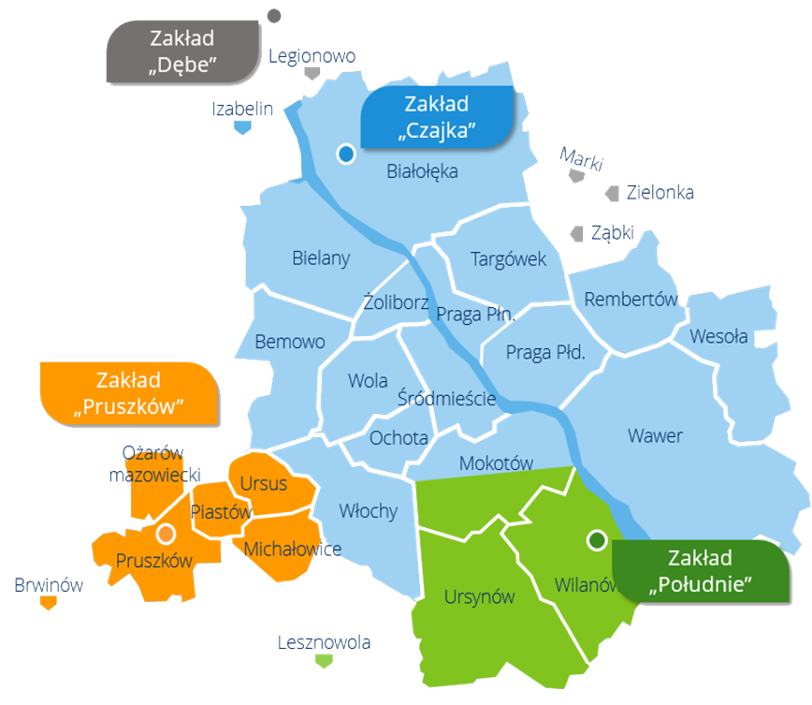 Zakład
„Dębe”
Legionowo
Izabelin
Zakład
„Czajka”
Białołęka
Marki
Zielonka
Ząbki
Bielany
Targówek
Żoliborz
Praga Płn.
Rembertów
Bemowo
Praga Płd.
Wesoła
Zakład
„Pruszków”
Wola
Śródmieście
Ochota
Wawer
Ożarów
mazowiecki
Mokotów
Ursus
Piastów
Włochy
Michałowice
Pruszków
Zakład
„Południe”
Brwinów
Ursynów
Wilanów
Lesznowola